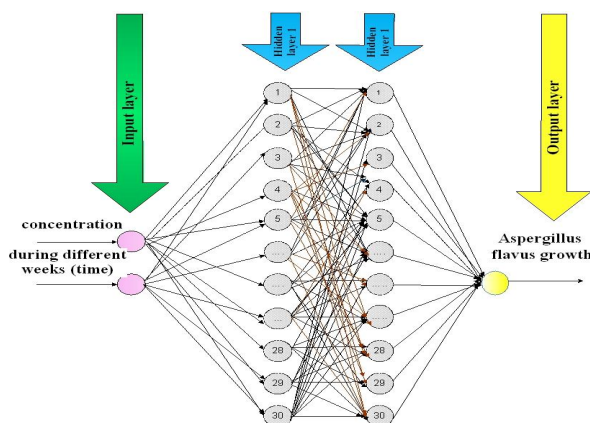 Input layer
Hidden
layer 1
Hidden
layer 1
Output layer
1
2
3
4
5
.....
.....
.....
28
29
30
1
2
3
4
5
.....
.....
.....
28
29
30
concentration
during different
weeks (time)
Aspergillus
flavus growth